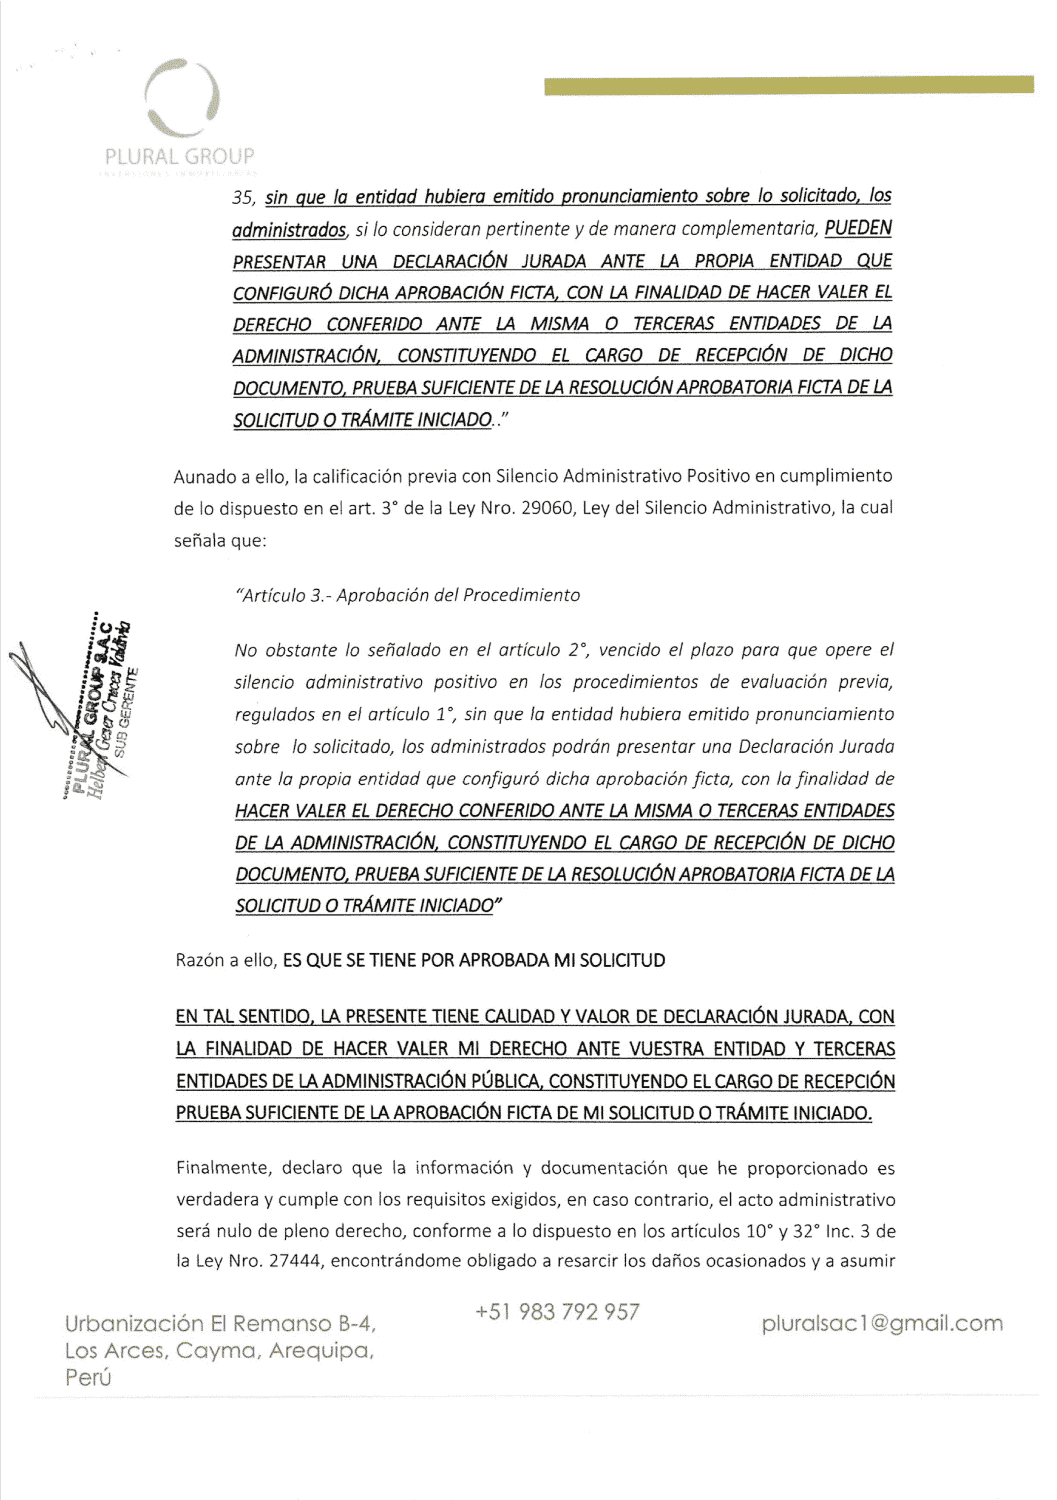 PLURAL GROUP
INVERSIONES INMOBILIARIAS
35, sin que la entidad hubiera emitido pronunciamiento sobre lo solicitado, los
administrados, si lo consideran pertinente y de manera complementaria, PUEDEN
PRESENTAR UNA DECLARACIÓN JURADA ANTE LA PROPIA ENTIDAD QUE
CONFIGURÓ DICHA APROBACIÓN FICTA, CON LA FINALIDAD DE HACER VALER EL
DERECHO CONFERIDO ANTE LA MISMA O TERCERAS ENTIDADES DE LA
ADMINISTRACIÓN, CONSTITUYENDO EL CARGO DE RECEPCIÓN DE DICHO
DOCUMENTO, PRUEBA SUFICIENTE DE LA RESOLUCIÓN APROBATORIA FICTA DE LA
SOLICITUD O TRÁMITE INICIADO.."
Aunado a ello, la calificación previa con Silencio Administrativo Positivo en cumplimiento
de lo dispuesto en el art. 3° de la Ley Nro. 29060, Ley del Silencio Administrativo, la cual
señala que:
"Artículo 3.- Aprobación del Procedimiento
No obstante lo señalado en el artículo 2°, vencido el plazo para que opere el
silencio administrativo positivo en los procedimientos de evaluación previa,
regulados en el artículo 1°, sin que la entidad hubiera emitido pronunciamiento
sobre lo solicitado, los administrados podrán presentar una Declaración Jurada
ante la propia entidad que configuró dicha aprobación ficta, con la finalidad de
HACER VALER EL DERECHO CONFERIDO ANTE LA MISMA O TERCERAS ENTIDADES
DE LA ADMINISTRACIÓN, CONSTITUYENDO EL CARGO DE RECEPCIÓN DE DICHO
DOCUMENTO, PRUEBA SUFICIENTE DE LA RESOLUCIÓN APROBATORIA FICTA DE LA
SOLICITUD O TRÁMITE INICIADO"
PLURAL GROUP S.A.C
Helbert Geser Cruces Valdivia
SUB GERENTE
Razón a ello, ES QUE SE TIENE POR APROBADA MI SOLICITUD
EN TAL SENTIDO, LA PRESENTE TIENE CALIDAD Y VALOR DE DECLARACIÓN JURADA, CON
LA FINALIDAD DE HACER VALER MI DERECHO ANTE VUESTRA ENTIDAD Y TERCERAS
ENTIDADES DE LA ADMINISTRACIÓN PÚBLICA, CONSTITUYENDO EL CARGO DE RECEPCIÓN
PRUEBA SUFICIENTE DE LA APROBACIÓN FICTA DE MI SOLICITUD O TRÁMITE INICIADO.
Finalmente, declaro que la información y documentación que he proporcionado es
verdadera y cumple con los requisitos exigidos, en caso contrario, el acto administrativo
será nulo de pleno derecho, conforme a lo dispuesto en los artículos 10° y 32° Inc. 3 de
la Ley Nro. 27444, encontrándome obligado a resarcir los daños ocasionados y a asumir
Urbanización El Remanso B-4,
Los Arces, Cayma, Arequipa,
Perú
+51 983 792 957
pluralsac1@gmail.com